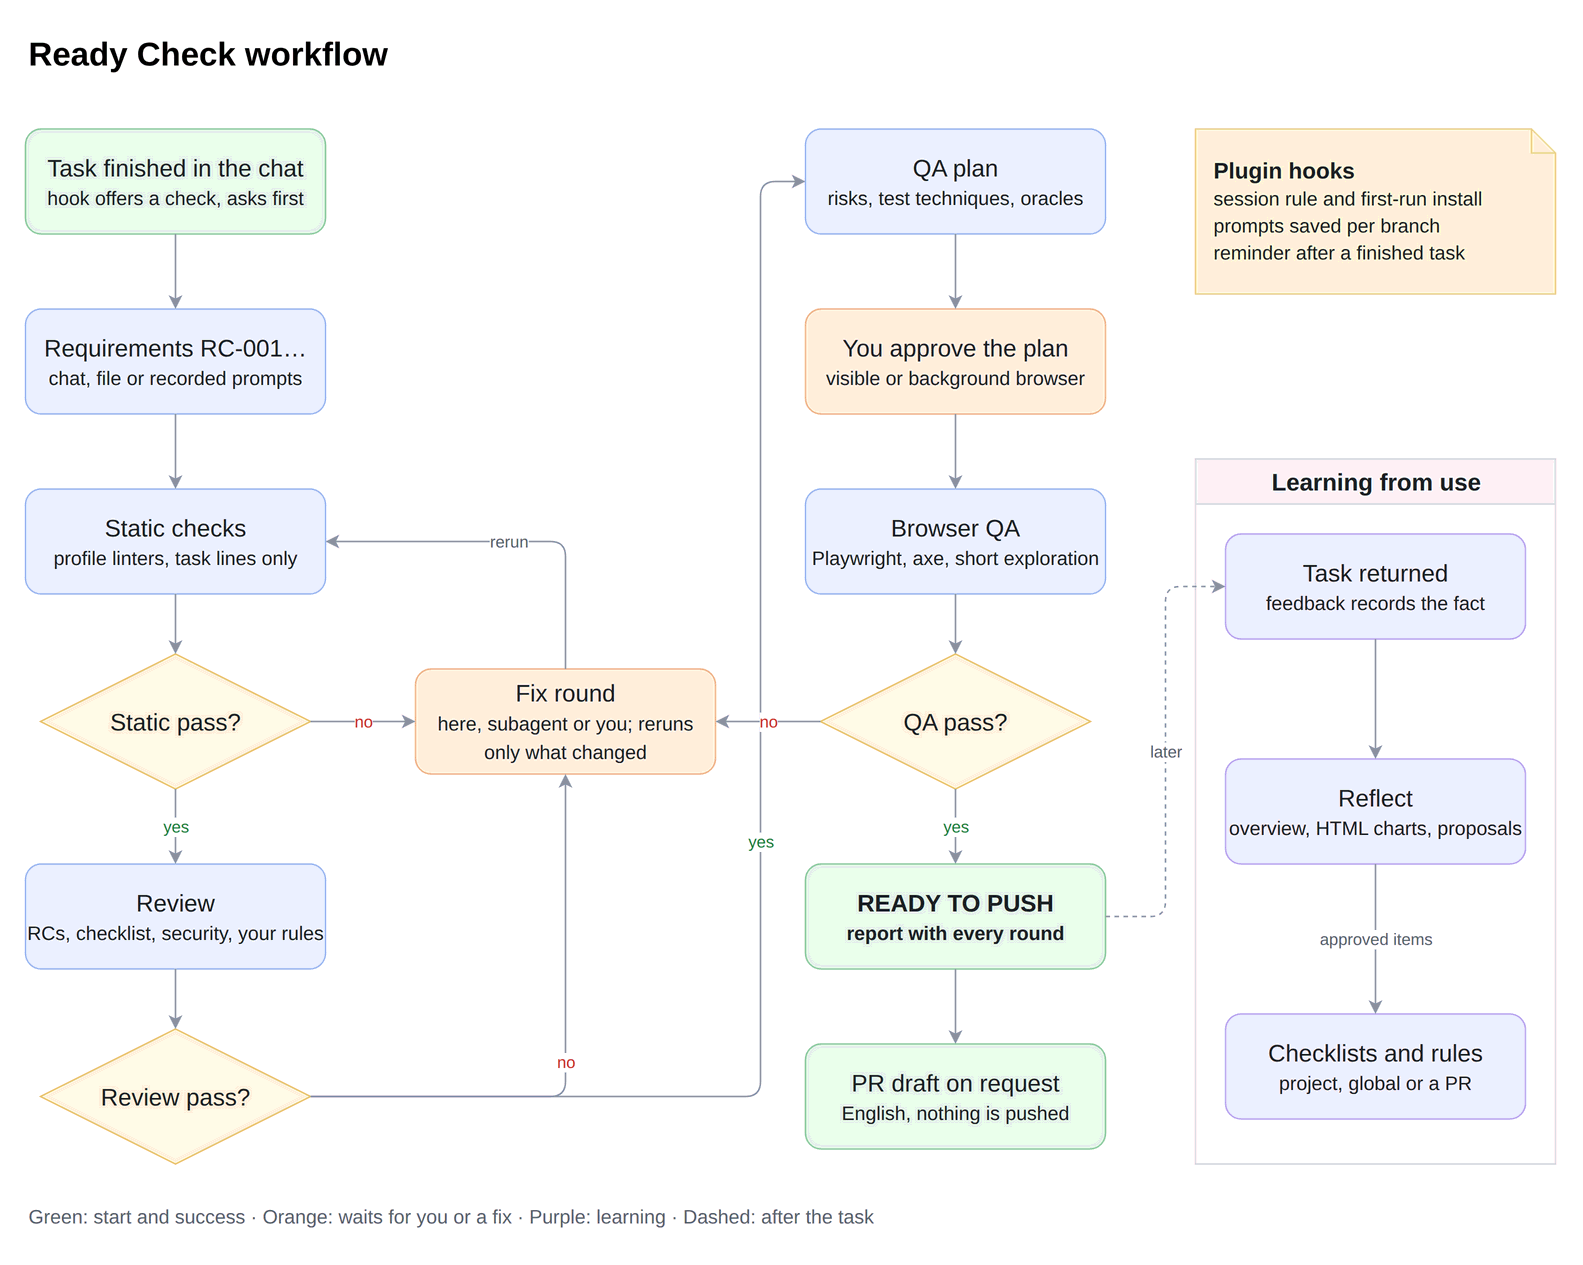 Ready Check workflow
Task finished in the chat
hook offers a check, asks first
Requirements RC-001…
chat, file or recorded prompts
Static checks
profile linters, task lines only
rerun
Static pass?
no
Fix round
here, subagent or you; reruns
only what changed
yes
Review
RCs, checklist, security, your rules
Review pass?
no
yes
QA plan
risks, test techniques, oracles
You approve the plan
visible or background browser
Browser QA
Playwright, axe, short exploration
no
QA pass?
yes
READY TO PUSH
report with every round
PR draft on request
English, nothing is pushed
later
Plugin hooks
session rule and first-run install
prompts saved per branch
reminder after a finished task
Learning from use
Task returned
feedback records the fact
Reflect
overview, HTML charts, proposals
approved items
Checklists and rules
project, global or a PR
Green: start and success · Orange: waits for you or a fix · Purple: learning · Dashed: after the task